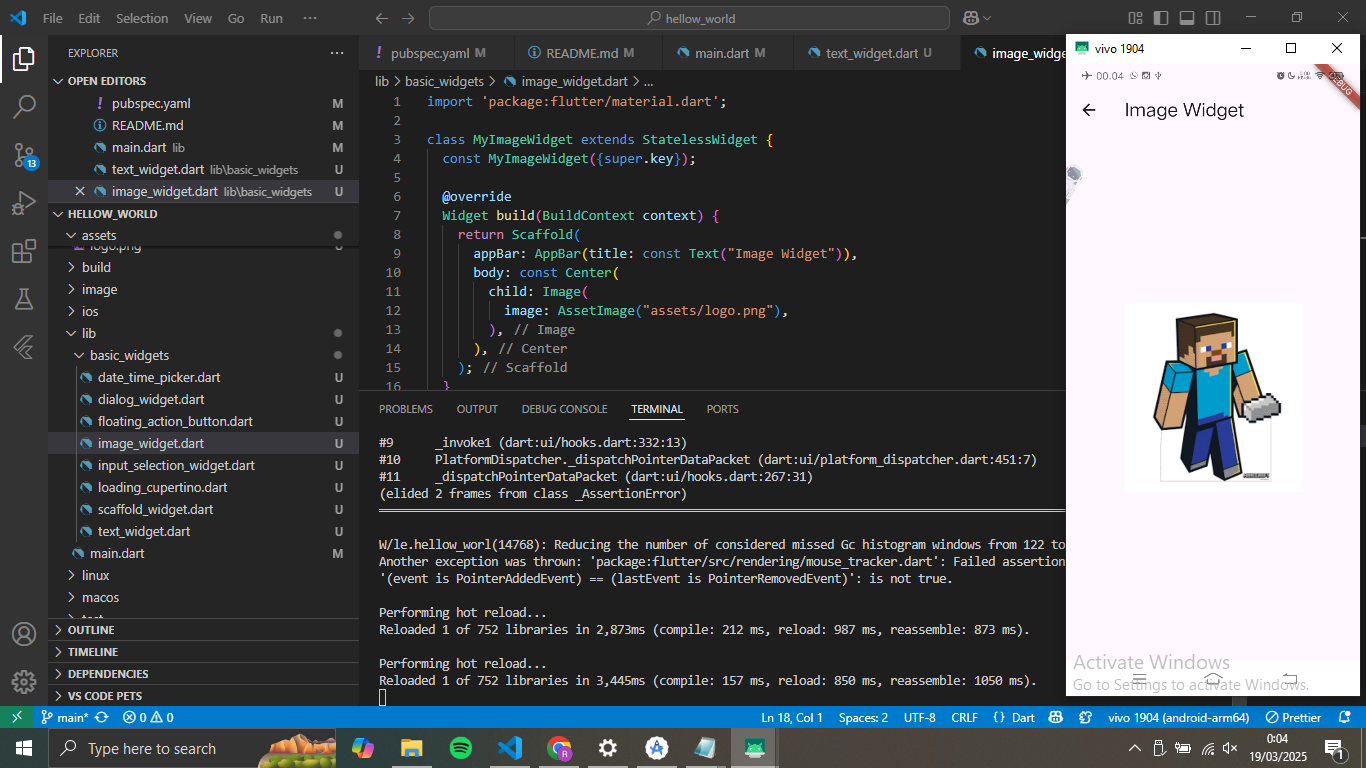 File Edit Selection View Go Run ··· hellow_world
EXPLORER ···
OPEN EDITORS
! pubspec.yaml M
README.md M
main.dart lib M
text_widget.dart lib\basic_widgets U
image_widget.dart lib\basic_widgets U
HELLOW_WORLD
assets
logo.png U
build
image
ios
lib
basic_widgets
date_time_picker.dart U
dialog_widget.dart U
floating_action_button.dart U
image_widget.dart U
input_selection_widget.dart U
loading_cupertino.dart U
scaffold_widget.dart U
text_widget.dart U
main.dart M
linux
macos
OUTLINE
TIMELINE
DEPENDENCIES
VS CODE PETS
13
! pubspec.yaml M README.md M main.dart M text_widget.dart U image_widge
lib > basic_widgets > image_widget.dart > ...
1 import 'package:flutter/material.dart';
2
3 class MyImageWidget extends StatelessWidget {
4 const MyImageWidget({super.key});
5
6 @override
7 Widget build(BuildContext context) {
8 return Scaffold(
9 appBar: AppBar(title: const Text("Image Widget")),
10 body: const Center(
11 child: Image(
12 image: AssetImage("assets/logo.png"),
13 ), // Image
14 ), // Center
15 ); // Scaffold
16 }
PROBLEMS OUTPUT DEBUG CONSOLE TERMINAL PORTS
#9 _invoke1 (dart:ui/hooks.dart:332:13)
#10 PlatformDispatcher._dispatchPointerDataPacket (dart:ui/platform_dispatcher.dart:451:7)
#11 _dispatchPointerDataPacket (dart:ui/hooks.dart:267:31)
(elided 2 frames from class _AssertionError)
W/le.hellow_worl(14768): Reducing the number of considered missed Gc histogram windows from 122 to
Another exception was thrown: 'package:flutter/src/rendering/mouse_tracker.dart': Failed assertion
'(event is PointerAddedEvent) == (lastEvent is PointerRemovedEvent)': is not true.
Performing hot reload...
Reloaded 1 of 752 libraries in 2,873ms (compile: 212 ms, reload: 987 ms, reassemble: 873 ms).
Performing hot reload...
Reloaded 1 of 752 libraries in 3,445ms (compile: 157 ms, reload: 850 ms, reassemble: 1050 ms).
vivo 1904
00.04
DEBUG
Image Widget
Activate Windows
Go to Settings to activate Windows.
main* 0 0 Ln 18, Col 1 Spaces: 2 UTF-8 CRLF {} Dart vivo 1904 (android-arm64) Prettier
Type here to search
0:04
19/03/2025
1